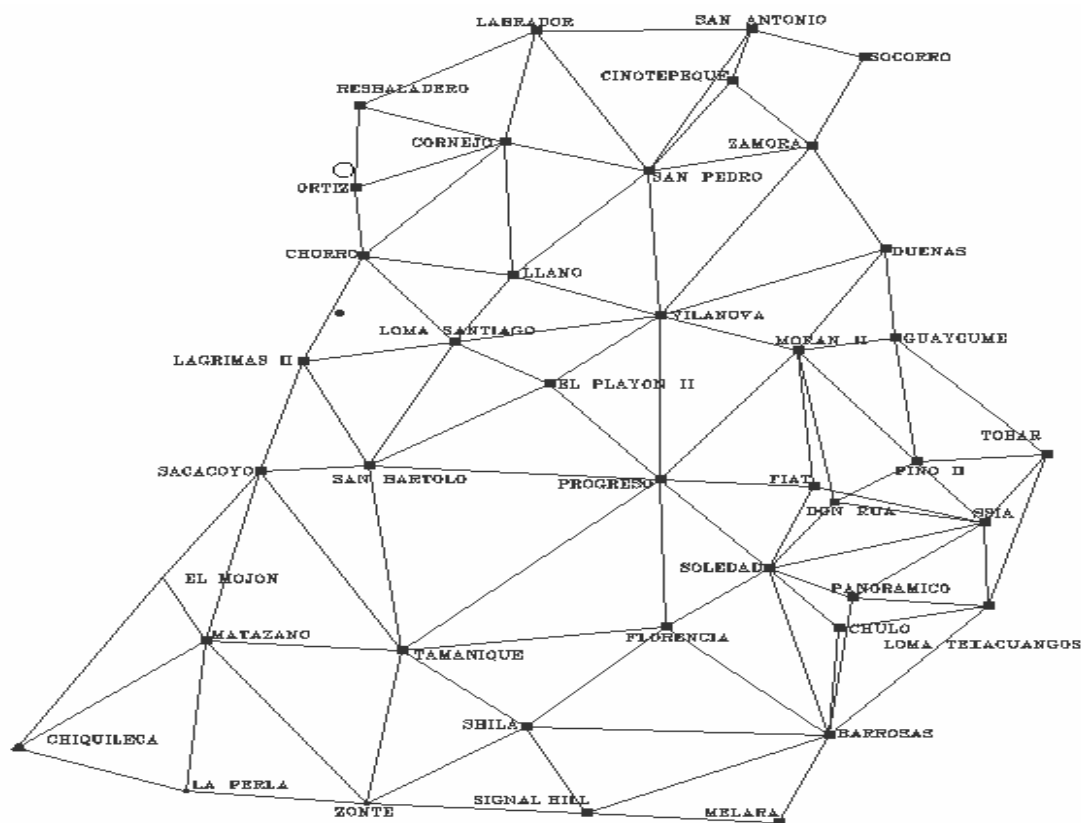 LABRADOR
SAN ANTONIO
SOCORRO
CINOTEPEQUE
RESBALADERO
CORNEJO
ZAMORA
SAN PEDRO
ORTIZ
CHORRO
LLANO
DUENAS
VILANOVA
LOMA SANTIAGO
MORAN II
GUAYCUME
LAGRIMAS II
EL PLAYON II
TOBAR
SACACOYO
SAN BARTOLO
PROGRESO
FIAT
PINO II
DON RUA
SSIA
SOLEDAD
EL MOJON
PANORAMICO
MATAZANO
TAMANIQUE
FLORENCIA
CHULO
LOMA TEXACUANGOS
SHILA
BARROSAS
CHIQUILECA
LA PERLA
ZONTE
SIGNAL HILL
MELARA